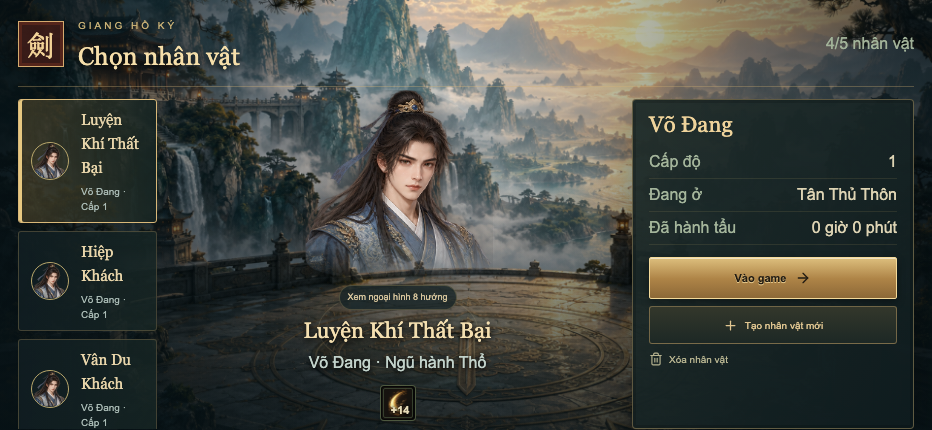 劍
GIANG HỒ KÝ
Chọn nhân vật
4/5 nhân vật
Luyện
Khí Thất
Bại
Võ Đang ·
Cấp 1
Hiệp
Khách
Võ Đang ·
Cấp 1
Vân Du
Khách
Võ Đang ·
Cấp 1
Xem ngoại hình 8 hướng
Luyện Khí Thất Bại
Võ Đang · Ngũ hành Thổ
+14
Võ Đang
Cấp độ 1
Đang ở Tân Thủ Thôn
Đã hành tẩu 0 giờ 0 phút
Vào game →
+ Tạo nhân vật mới
Xóa nhân vật